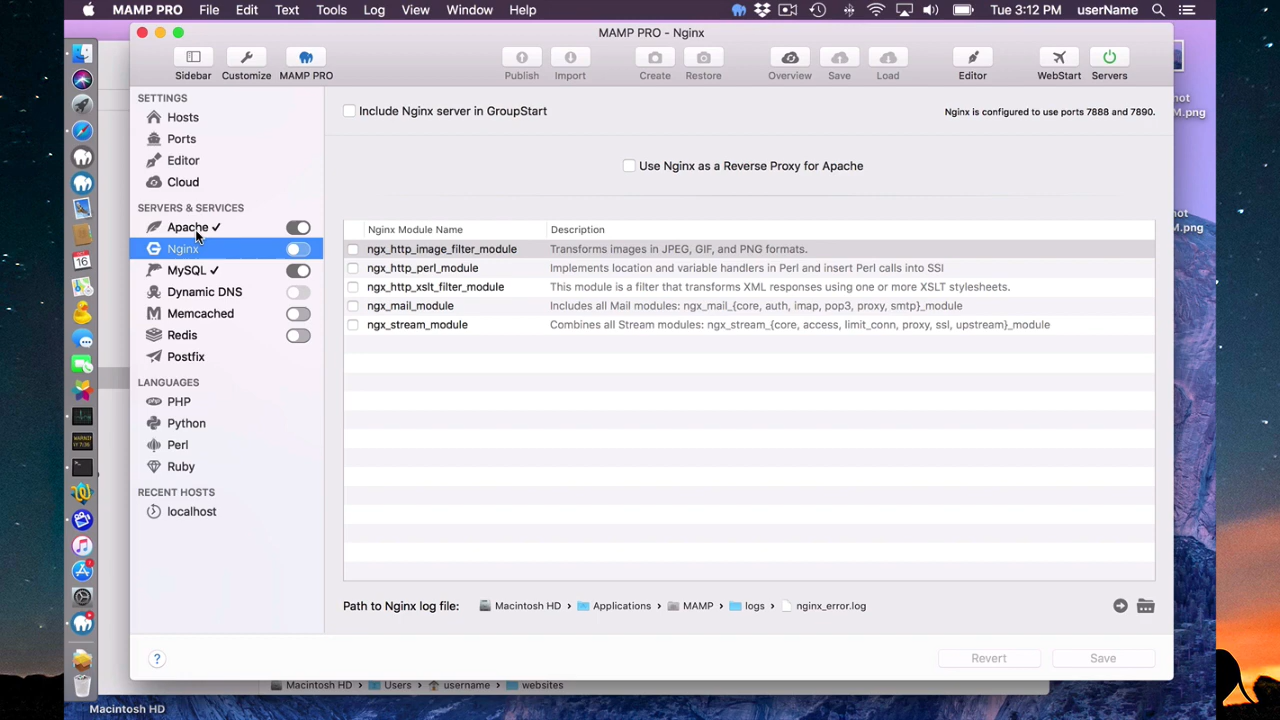 MAMP PRO File Edit Text Tools Log View Window Help Tue 3:12 PM userName
MAMP PRO - Nginx
Sidebar Customize MAMP PRO Publish Import Create Restore Overview Save Load Editor WebStart Servers
SETTINGS
Hosts
Ports
Editor
Cloud
SERVERS & SERVICES
Apache ✓
Nginx
MySQL ✓
Dynamic DNS
Memcached
Redis
Postfix
LANGUAGES
PHP
Python
Perl
Ruby
RECENT HOSTS
localhost
Include Nginx server in GroupStart
Nginx is configured to use ports 7888 and 7890.
Use Nginx as a Reverse Proxy for Apache
Nginx Module Name Description
ngx_http_image_filter_module Transforms images in JPEG, GIF, and PNG formats.
ngx_http_perl_module Implements location and variable handlers in Perl and insert Perl calls into SSI
ngx_http_xslt_filter_module This module is a filter that transforms XML responses using one or more XSLT stylesheets.
ngx_mail_module Includes all Mail modules: ngx_mail_{core, auth, imap, pop3, proxy, smtp}_module
ngx_stream_module Combines all Stream modules: ngx_stream_{core, access, limit_conn, proxy, ssl, upstream}_module
Path to Nginx log file: Macintosh HD › Applications › MAMP › logs › nginx_error.log
? Revert Save
Macintosh HD › Users › username › websites
Macintosh HD
not
M.png
not
M.png
16